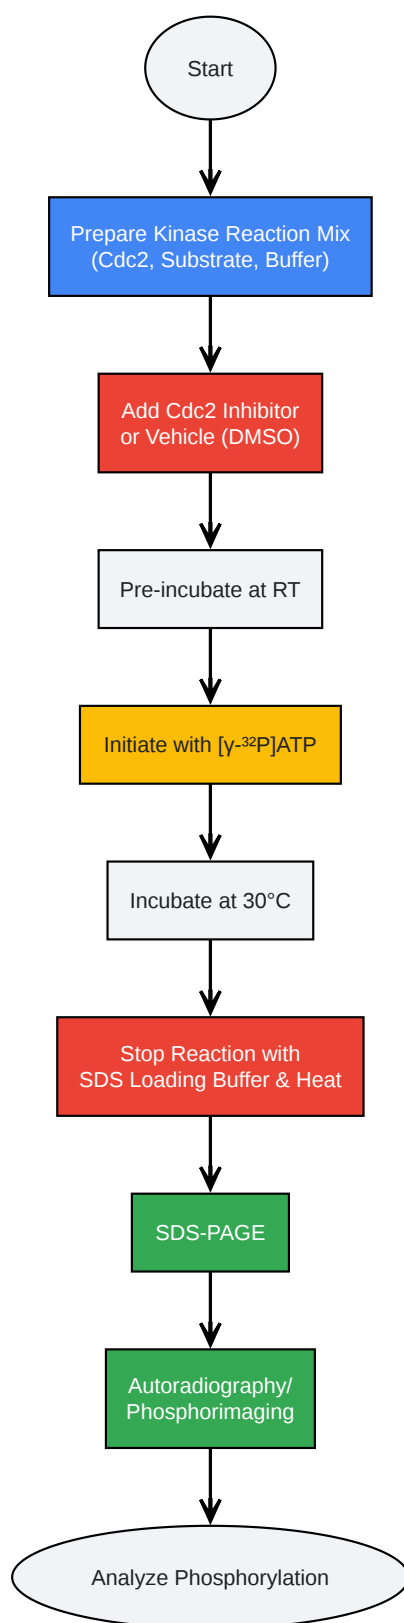 Start
Prepare Kinase Reaction Mix
(Cdc2, Substrate, Buffer)
Add Cdc2 Inhibitor
or Vehicle (DMSO)
Pre-incubate at RT
Initiate with [γ-³²P]ATP
Incubate at 30°C
Stop Reaction with
SDS Loading Buffer & Heat
SDS-PAGE
Autoradiography/
Phosphorimaging
Analyze Phosphorylation